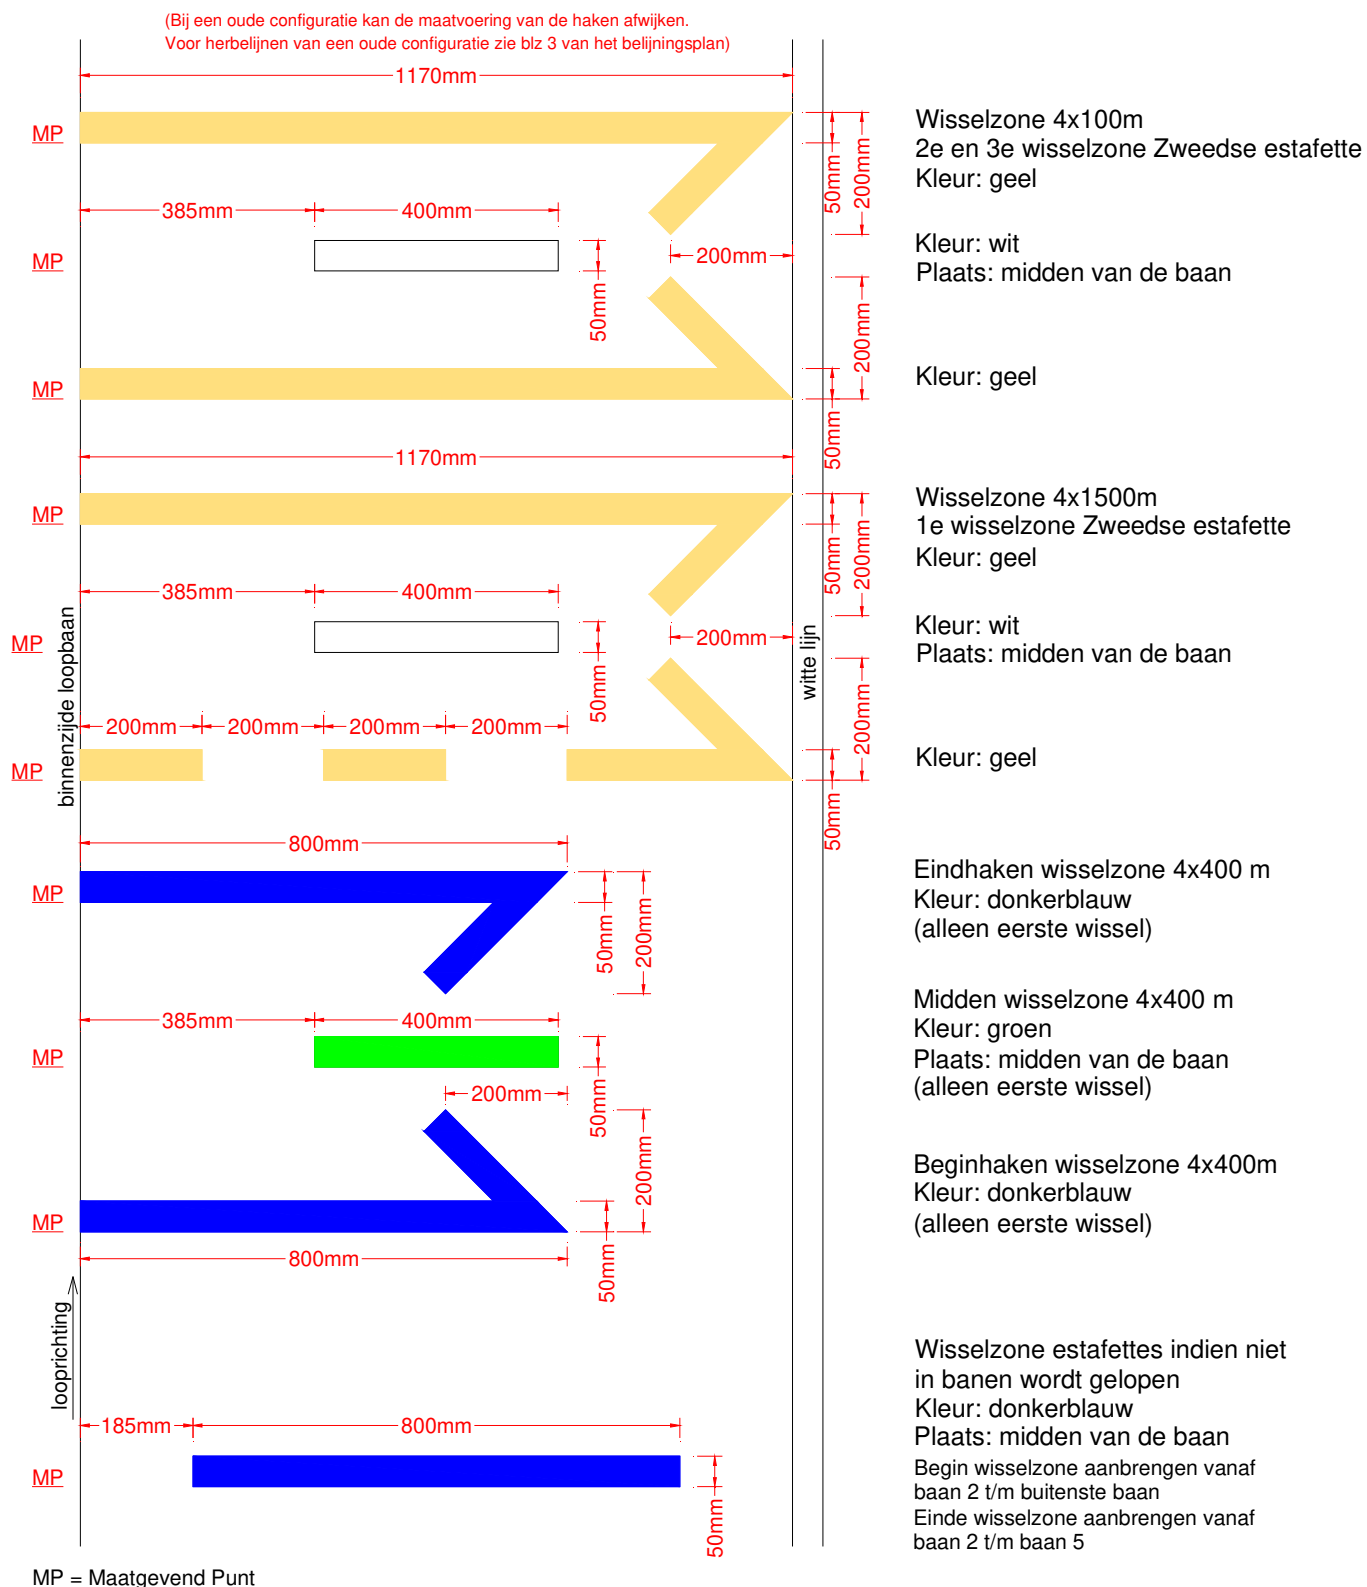 (Bij een oude configuratie kan de maatvoering van de haken afwijken.
Voor herbelijnen van een oude configuratie zie blz 3 van het belijningsplan)
1170mm
MP
50mm
200mm
Wisselzone 4x100m
2e en 3e wisselzone Zweedse estafette
Kleur: geel
385mm
400mm
MP
50mm
200mm
Kleur: wit
Plaats: midden van de baan
MP
200mm
50mm
Kleur: geel
1170mm
MP
50mm
200mm
Wisselzone 4x1500m
1e wisselzone Zweedse estafette
Kleur: geel
385mm
400mm
MP
50mm
200mm
Kleur: wit
Plaats: midden van de baan
binnenzijde loopbaan
witte lijn
200mm
200mm
200mm
200mm
MP
200mm
50mm
Kleur: geel
800mm
MP
50mm
200mm
Eindhaken wisselzone 4x400 m
Kleur: donkerblauw
(alleen eerste wissel)
385mm
400mm
MP
50mm
Midden wisselzone 4x400 m
Kleur: groen
Plaats: midden van de baan
(alleen eerste wissel)
200mm
200mm
MP
50mm
800mm
Beginhaken wisselzone 4x400m
Kleur: donkerblauw
(alleen eerste wissel)
looprichting
185mm
800mm
MP
50mm
Wisselzone estafettes indien niet
in banen wordt gelopen
Kleur: donkerblauw
Plaats: midden van de baan
Begin wisselzone aanbrengen vanaf
baan 2 t/m buitenste baan
Einde wisselzone aanbrengen vanaf
baan 2 t/m baan 5
MP = Maatgevend Punt